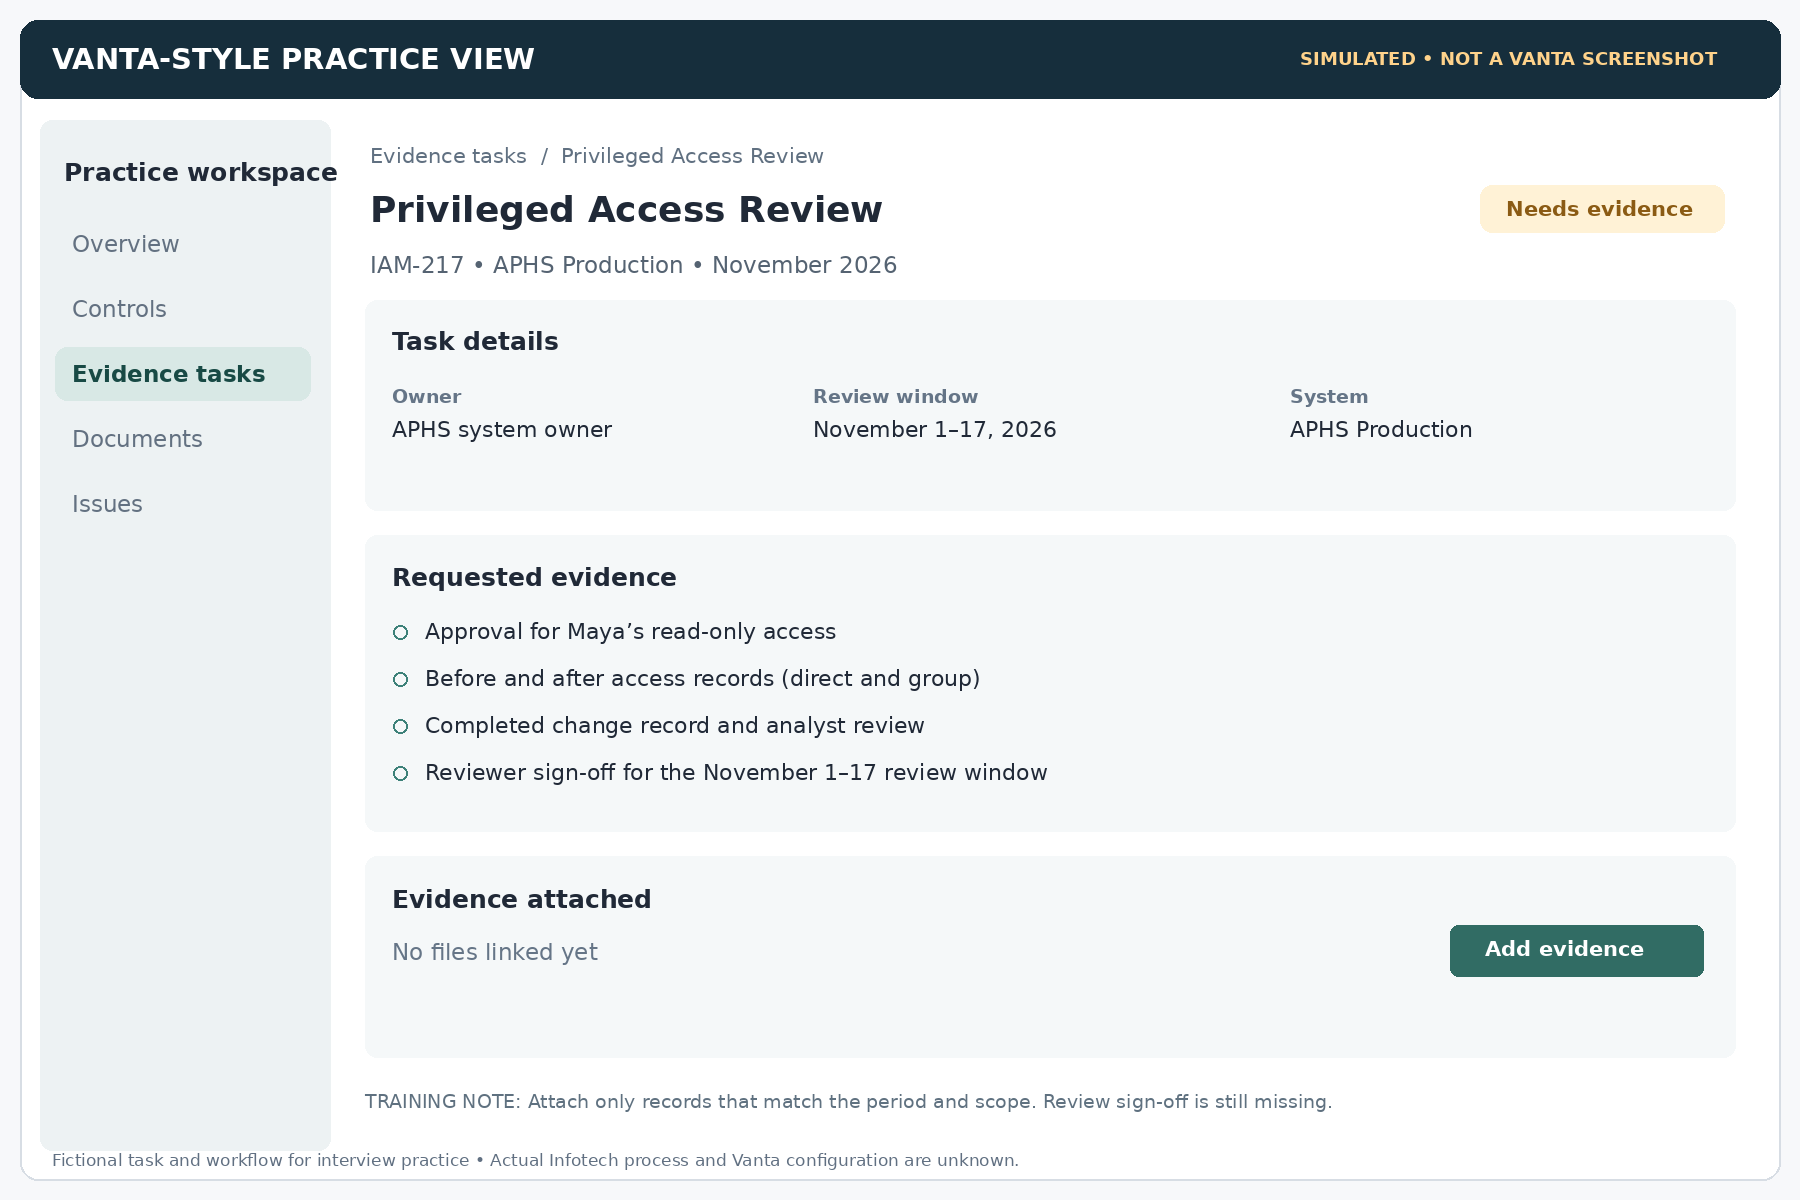 VANTA-STYLE PRACTICE VIEW
SIMULATED • NOT A VANTA SCREENSHOT
Practice workspace
Overview
Controls
Evidence tasks
Documents
Issues
Evidence tasks / Privileged Access Review
Privileged Access Review
Needs evidence
IAM-217 • APHS Production • November 2026
Task details
Owner
APHS system owner
Review window
November 1–17, 2026
System
APHS Production
Requested evidence
Approval for Maya’s read-only access
Before and after access records (direct and group)
Completed change record and analyst review
Reviewer sign-off for the November 1–17 review window
Evidence attached
No files linked yet
Add evidence
TRAINING NOTE: Attach only records that match the period and scope. Review sign-off is still missing.
Fictional task and workflow for interview practice • Actual Infotech process and Vanta configuration are unknown.